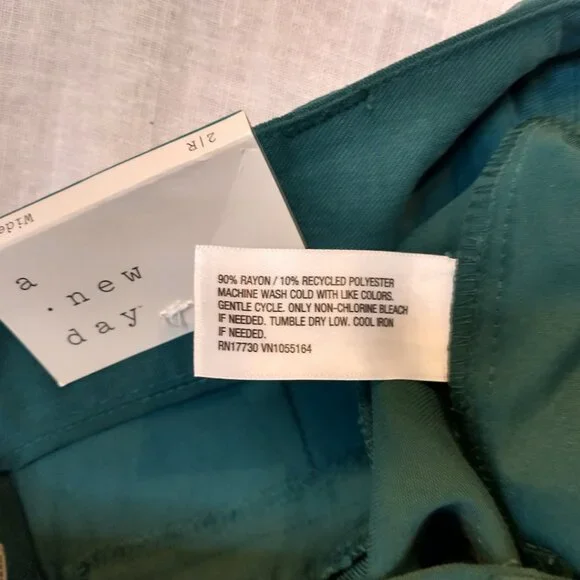 2/R
Wide
a
new
day
90% RAYON / 10% RECYCLED POLYESTER
MACHINE WASH COLD WITH LIKE COLORS.
GENTLE CYCLE. ONLY NON-CHLORINE BLEACH
IF NEEDED. TUMBLE DRY LOW. COOL IRON
IF NEEDED.
RN17730 VN1055164